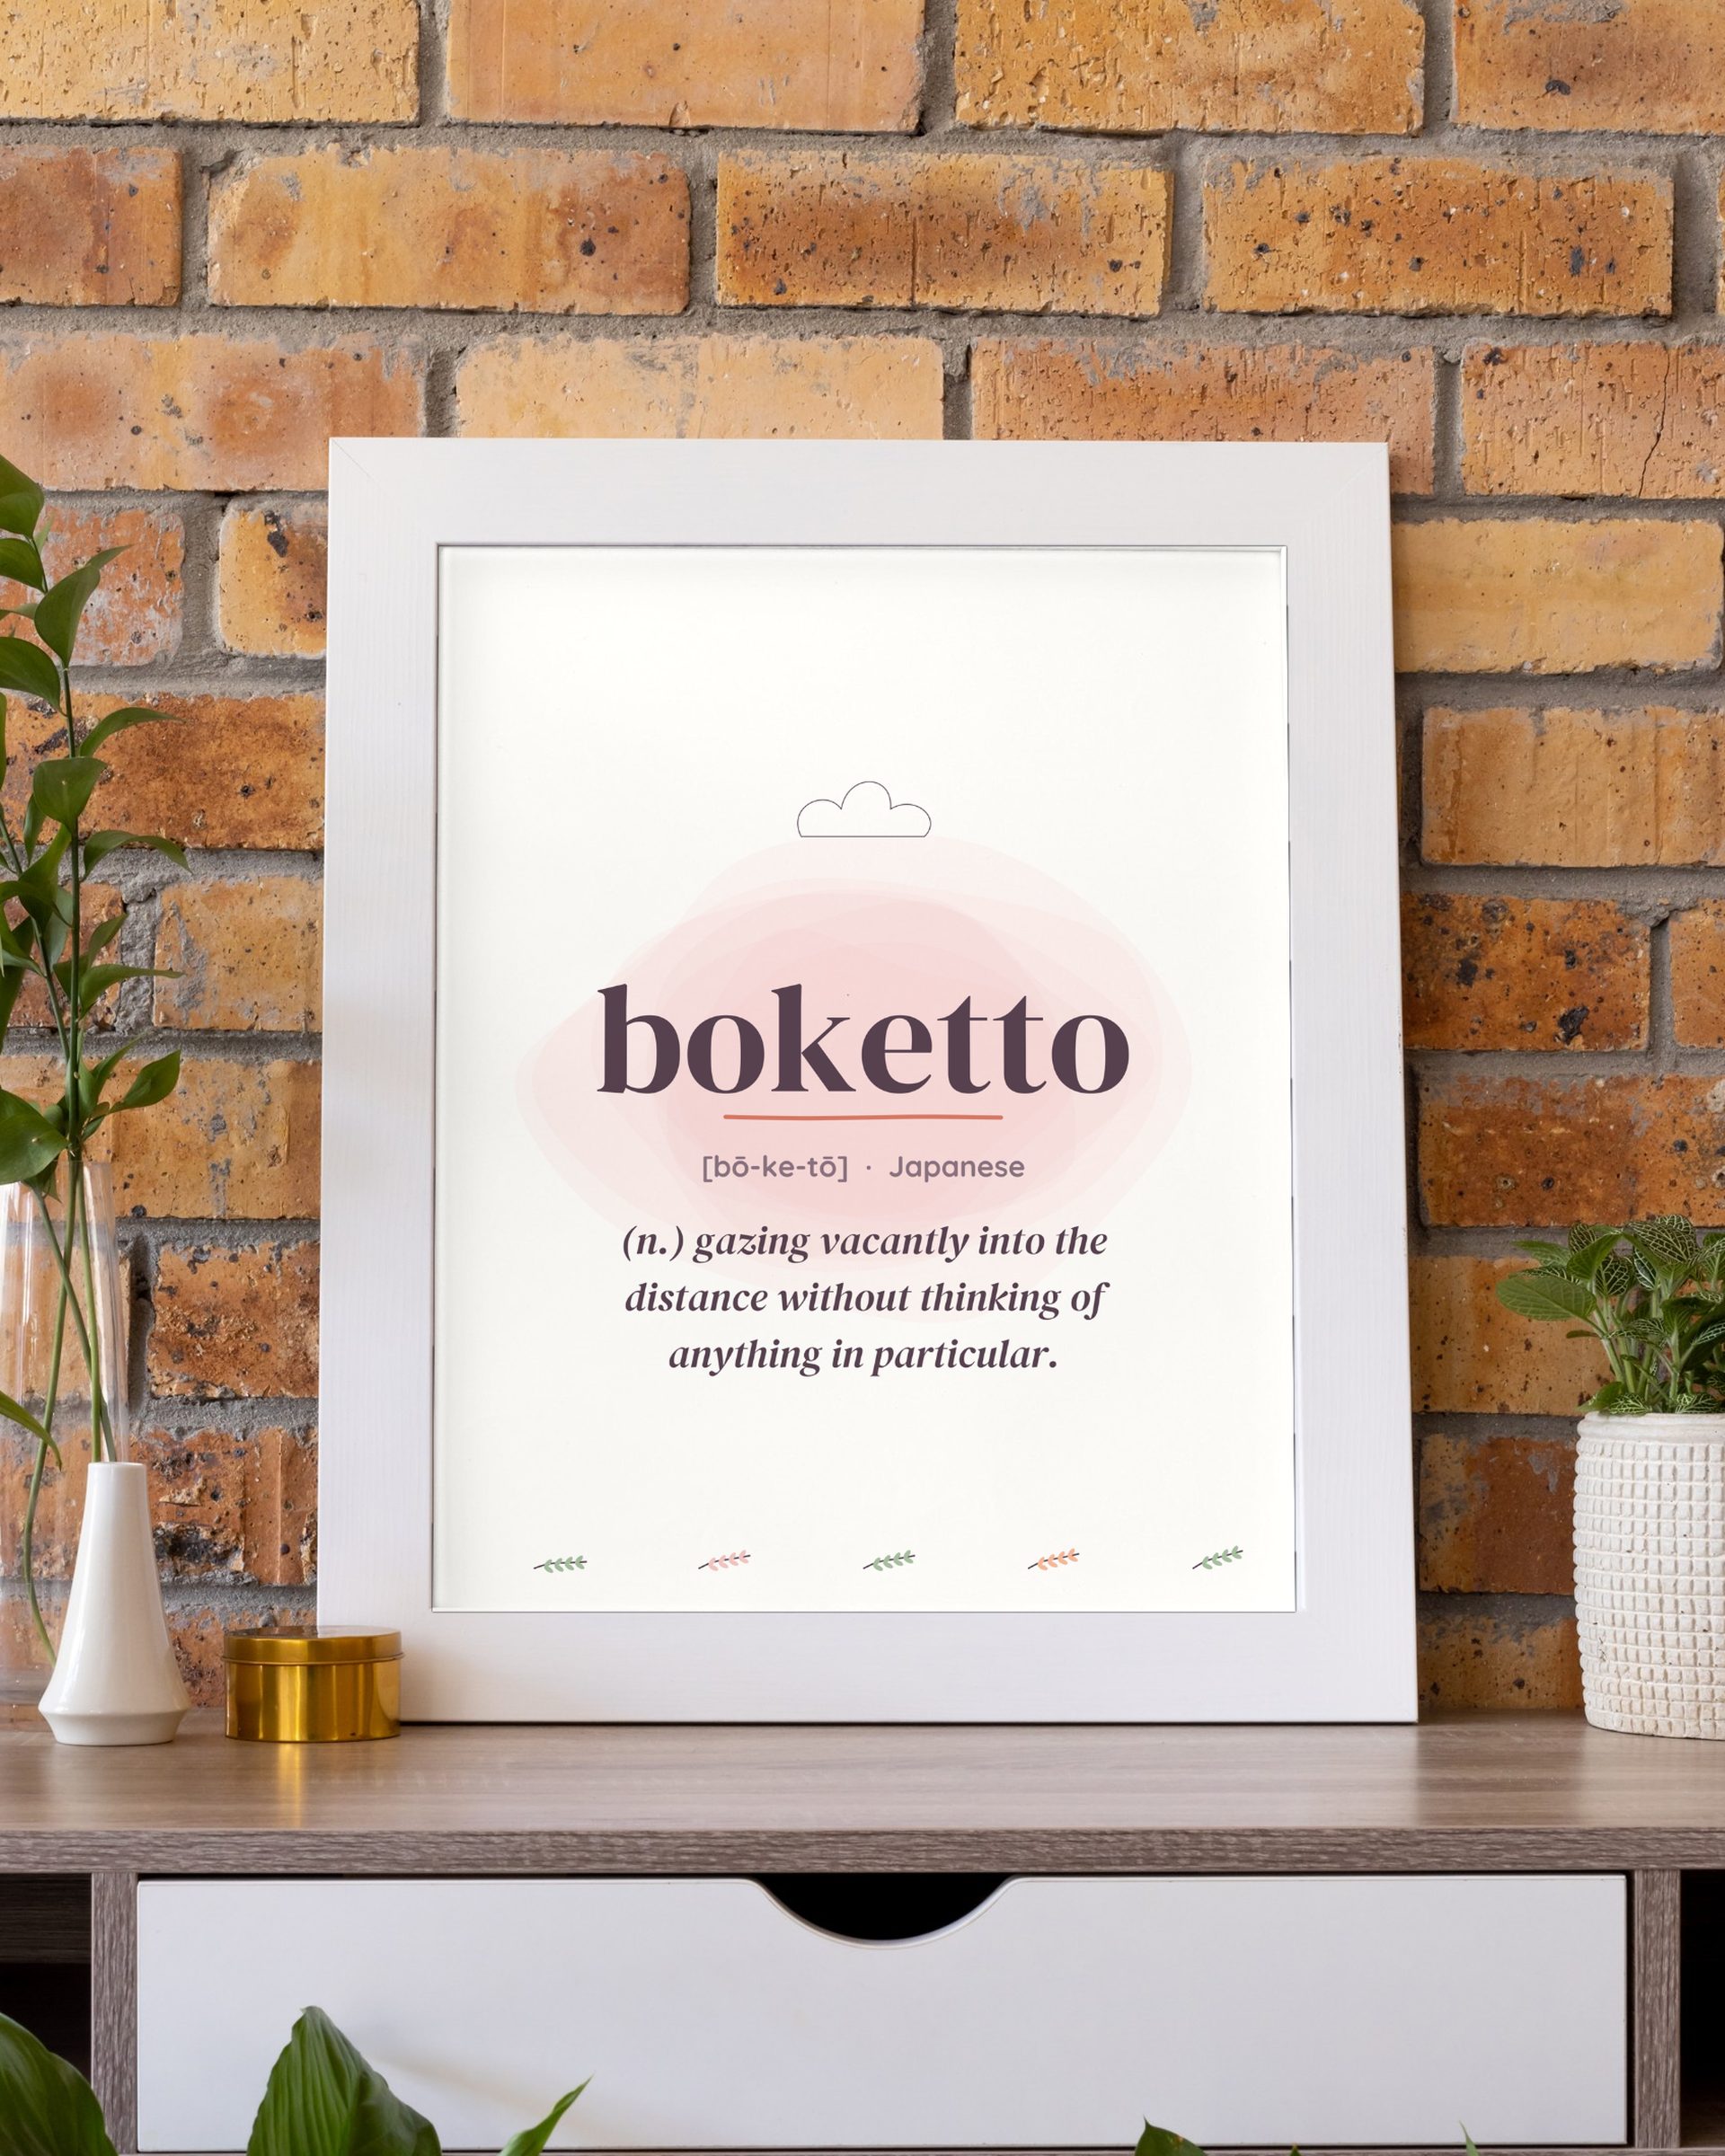 boketto
[bō-ke-tō] · Japanese
(n.) gazing vacantly into the
distance without thinking of
anything in particular.